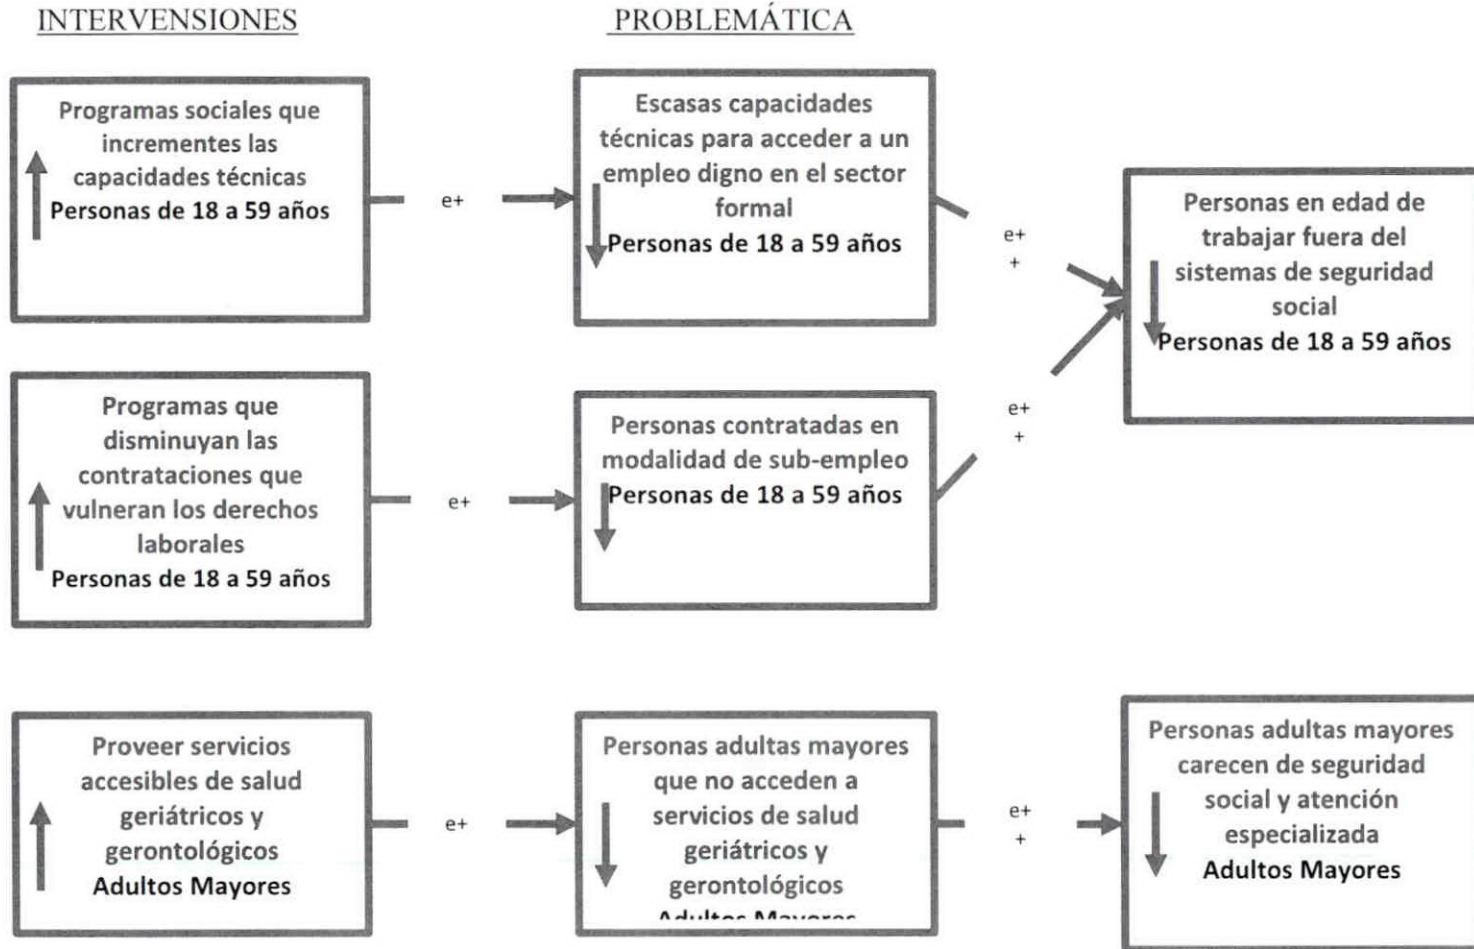 INTERVENSIONES
PROBLEMÁTICA
Programas sociales que
incrementes las
capacidades técnicas
Personas de 18 a 59 años
e+
Escasas capacidades
técnicas para acceder a un
empleo digno en el sector
formal
Personas de 18 a 59 años
e+
+
Personas en edad de
trabajar fuera del
sistemas de seguridad
social
Personas de 18 a 59 años
Programas que
disminuyan las
contrataciones que
vulneran los derechos
laborales
Personas de 18 a 59 años
e+
Personas contratadas en
modalidad de sub-empleo
Personas de 18 a 59 años
e+
+
Proveer servicios
accesibles de salud
geriátricos y
gerontológicos
Adultos Mayores
e+
Personas adultas mayores
que no acceden a
servicios de salud
geriátricos y
gerontológicos
Adultos Mayores
e+
+
Personas adultas mayores
carecen de seguridad
social y atención
especializada
Adultos Mayores